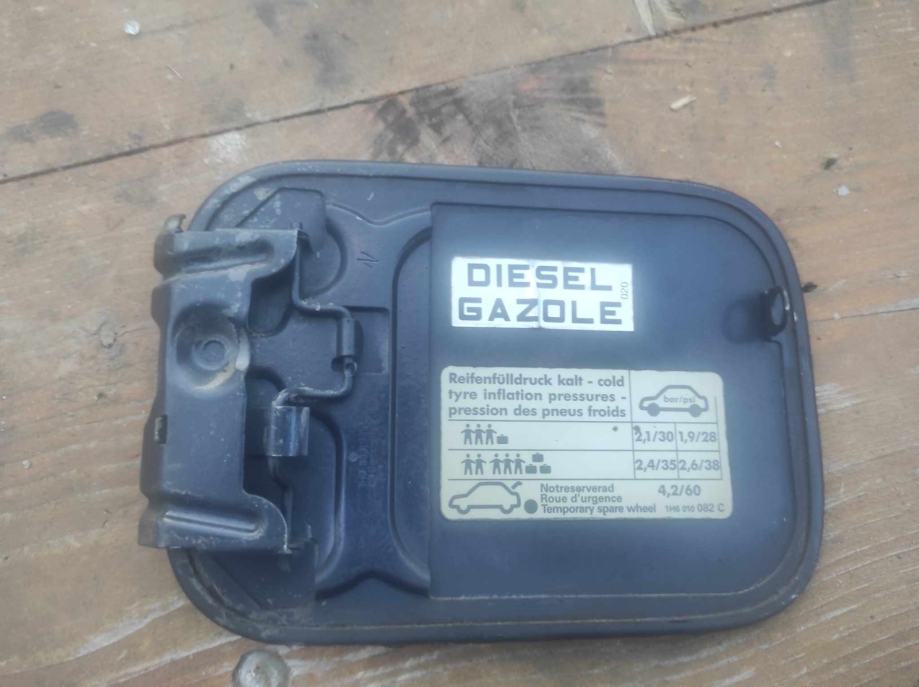 DIESEL
GAZOLE
020
Reifenfülldruck kalt - cold
tyre inflation pressures -
pression des pneus froids
bar/psi
2,1/30 1,9/28
2,4/35 2,6/38
Notreserverad
Roue d'urgence
Temporary spare wheel
4,2/60
1H6 010 082 C